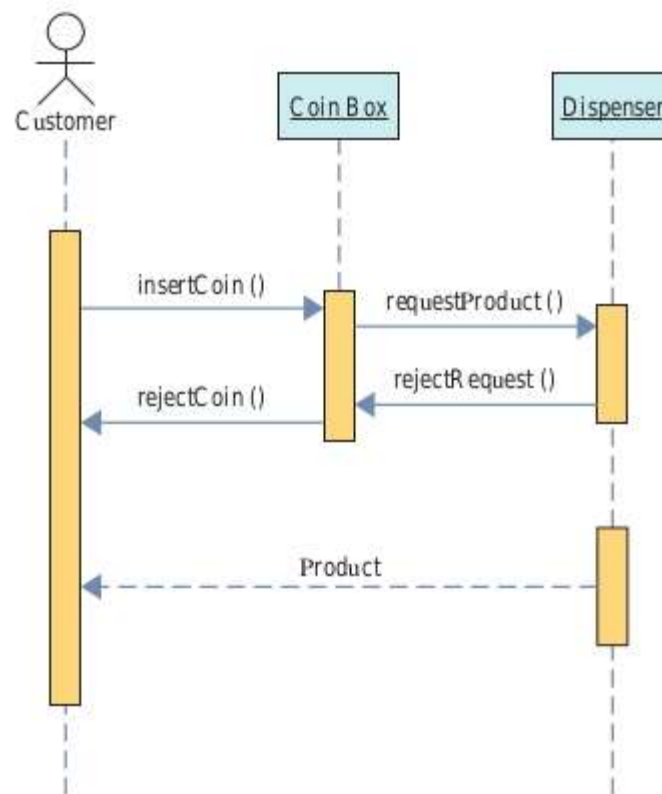 Customer
Coin Box
Dispenser
insertCoin ()
requestProduct ()
rejectRequest ()
rejectCoin ()
Product